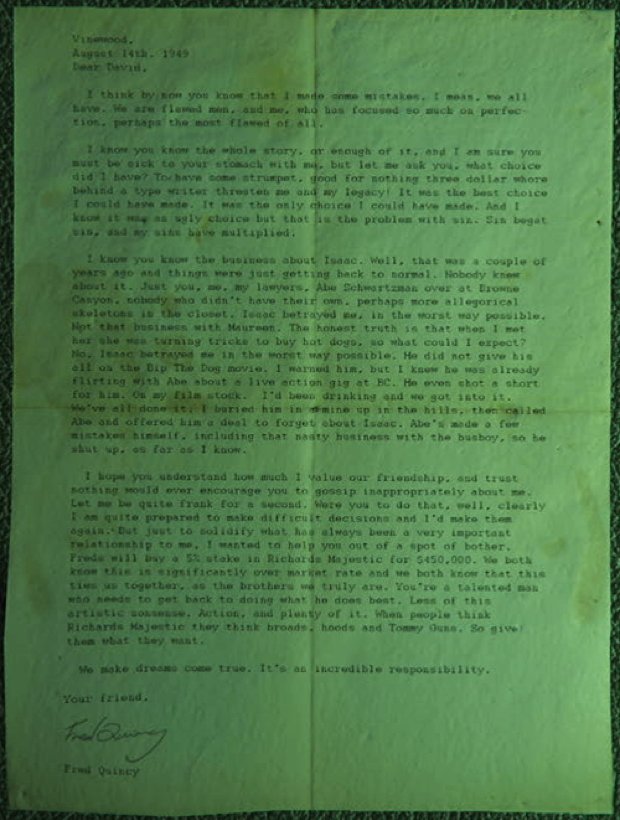 Vinewood,
August 14th, 1949
Dear David,
I think by now you know that I made some mistakes. I mean, we all
have. We are flawed men, and me, who has focused so much on perfec-
tion, perhaps the most flawed of all.
I know you know the whole story, or enough of it, and I am sure you
must be sick to your stomach with me, but let me ask you, what choice
did I have? To have some strumpet, good for nothing three dollar whore
behind a type writer threaten me and my legacy! It was the best choice
I could have made. It was the only choice I could have made. And I
know it was an ugly choice but that is the problem with sin. Sin begat
sin, and my sins have multiplied.
I know you know the business about Isaac. Well, that was a couple of
years ago and things were just getting back to normal. Nobody knew
about it. Just you, me, my lawyers, Abe Schwartzman over at Browne
Canyon, nobody who didn't have their own, perhaps more allegorical
skeletons in the closet. Isaac betrayed me, in the worst way possible.
Not that business with Maureen. The honest truth is that when I met
her she was turning tricks to buy hot dogs, so what could I expect?
No, Isaac betrayed me in the worst way possible. He did not give his
all on the Dip The Dog movie. I warned him, but I knew he was already
flirting with Abe about a live action gig at BC. He even shot a short
for him. On my film stock. I'd been drinking and we got into it.
We've all done it. I buried him in a mine up in the hills, then called
Abe and offered him a deal to forget about Isaac. Abe's made a few
mistakes himself, including that nasty business with the busboy, so he
shut up, as far as I know.
I hope you understand how much I value our friendship, and trust
nothing would ever encourage you to gossip inappropriately about me.
Let me be quite frank for a second. Were you to do that, well, clearly
I am quite prepared to make difficult decisions and I'd make them
again. But just to solidify what has always been a very important
relationship to me, I wanted to help you out of a spot of bother.
Freds will buy a 5% stake in Richards Majestic for $450,000. We both
know this is significantly over market rate and we both know that this
ties us together, as the brothers we truly are. You're a talented man
who needs to get back to doing what he does best. Less of this
artistic nonsense. Action, and plenty of it. When people think
Richards Majestic they think broads, hoods and Tommy Guns. So give
them what they want.
We make dreams come true. It's an incredible responsibility.
Your friend,
Fred Quincy
Fred Quincy